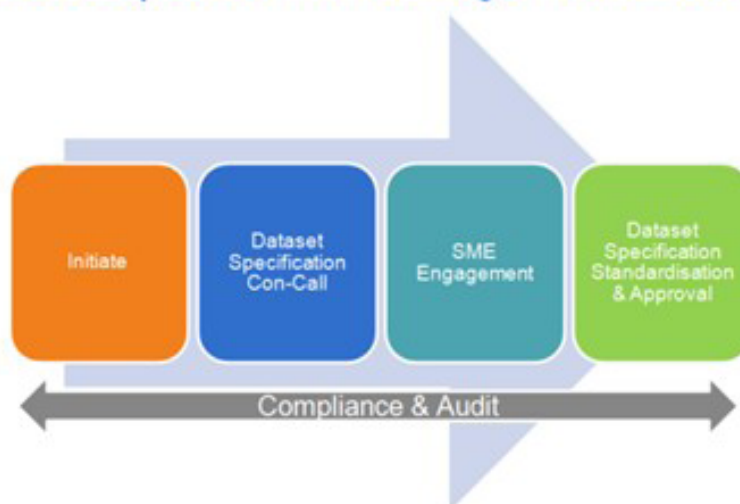 Initiate
Dataset
Specification
Con-Call
SME
Engagement
Dataset
Specification
Standardisation
& Approval
Compliance & Audit